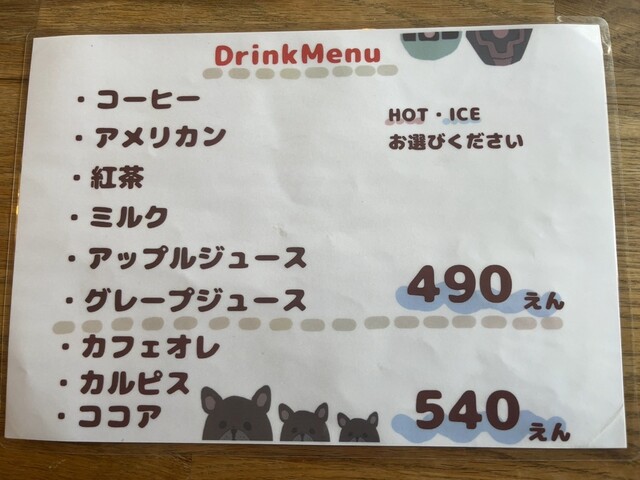 DrinkMenu
・コーヒー
・アメリカン
HOT・ICE
お選びください
・紅茶
・ミルク
・アップルジュース
・グレープジュース
490えん
・カフェオレ
・カルピス
・ココア
540えん